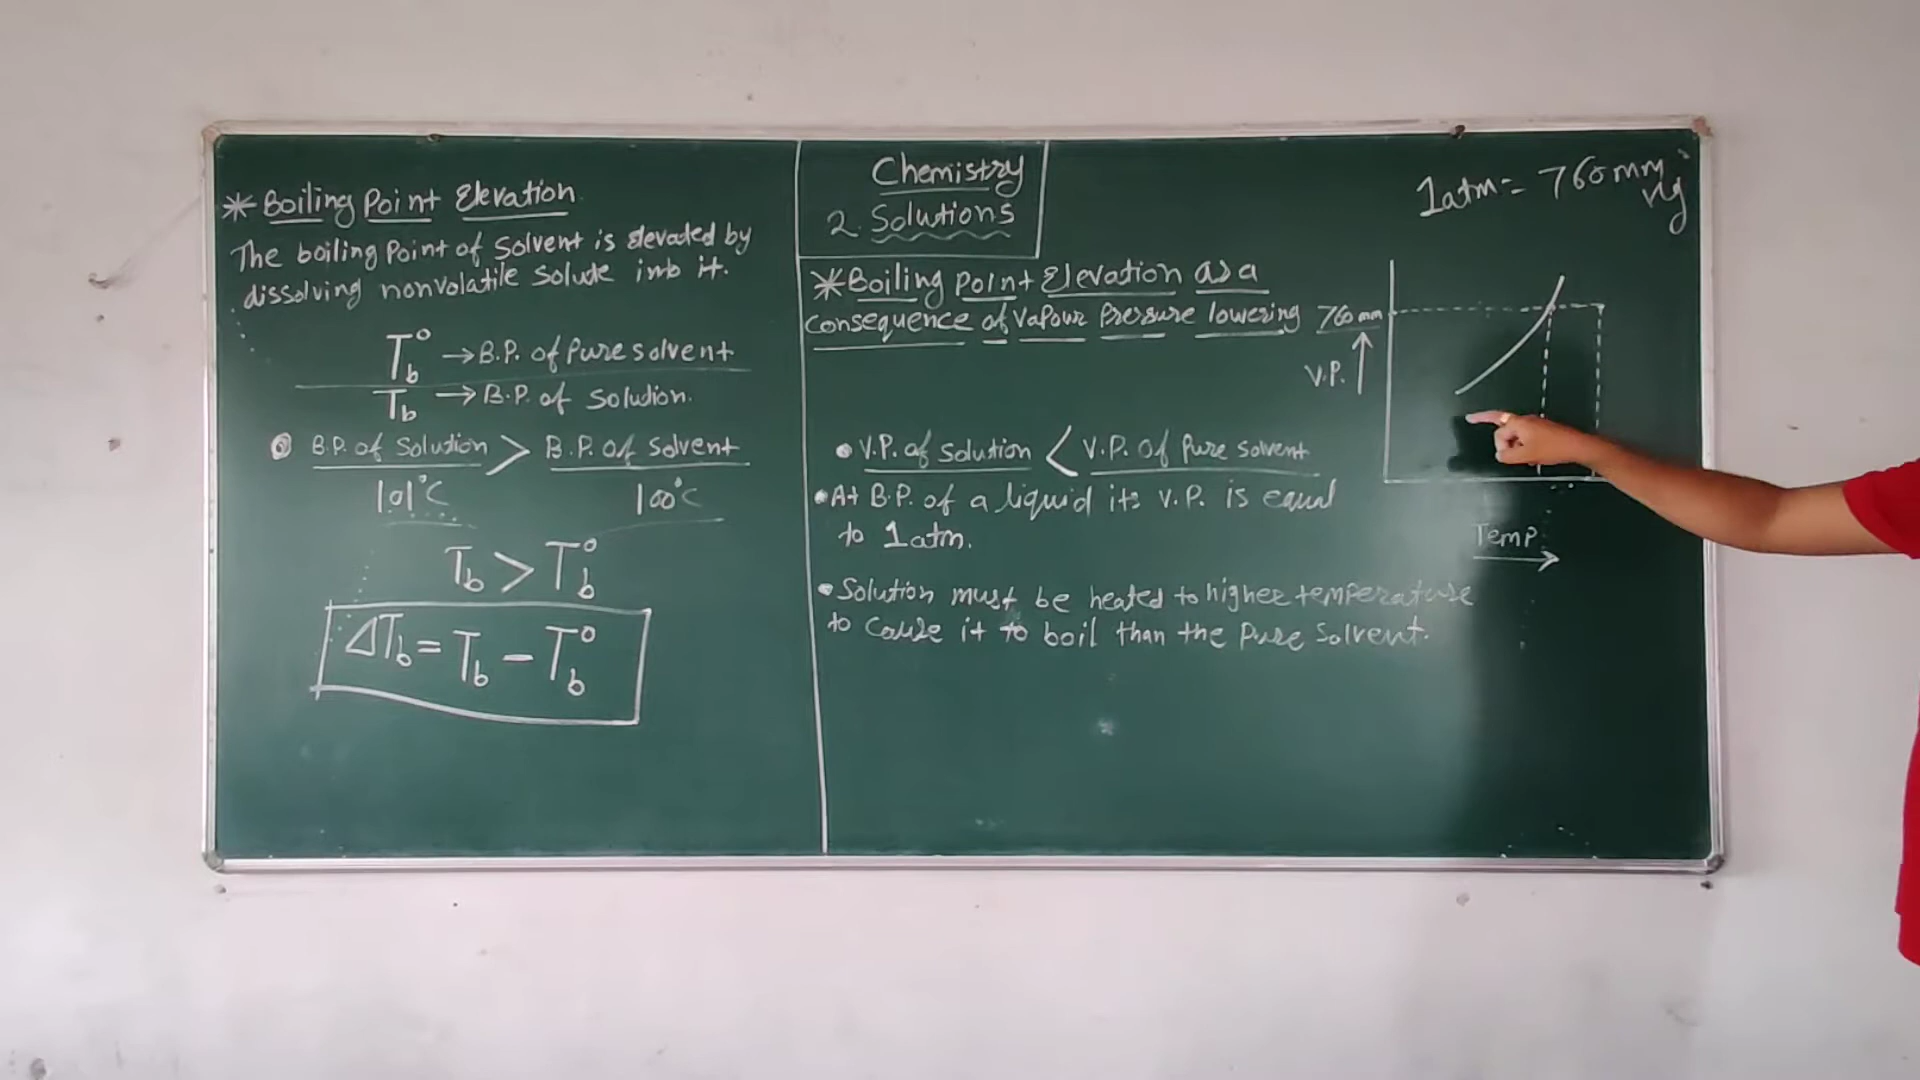 * Boiling Point Elevation
The boiling Point of Solvent is elevated by
dissolving nonvolatile solute into it.
T°b → B.P. of Pure solvent
Tb → B.P. of Solution.
B.P. of Solution > B.P. of Solvent
101°C 100°C
Tb > T°b
ΔTb = Tb - T°b
Chemistry
2. Solutions
* Boiling point Elevation as a
consequence of Vapour Pressure lowering
• V.P. of solution < V.P. of Pure solvent
• At B.P. of a liquid its V.P. is equal
to 1atm.
• Solution must be heated to higher temperature
to cause it to boil than the Pure Solvent.
1atm = 760 mm
Hg
760 mm
V.P. ↑
Temp
→